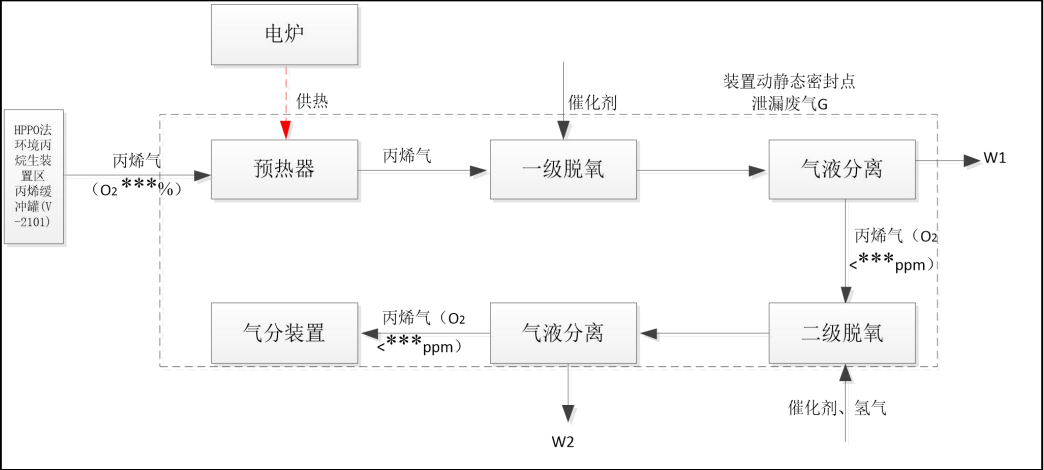 电炉
供热
催化剂
装置动静态密封点
泄漏废气G
HPPO法
环境丙
烷生装
置区
丙烯缓
冲罐(V
-2101)
丙烯气
（O2 ***%）
预热器
丙烯气
一级脱氧
气液分离
W1
丙烯气（O2
<***ppm）
气分装置
丙烯气（O2
<***ppm）
气液分离
二级脱氧
催化剂、氢气
W2